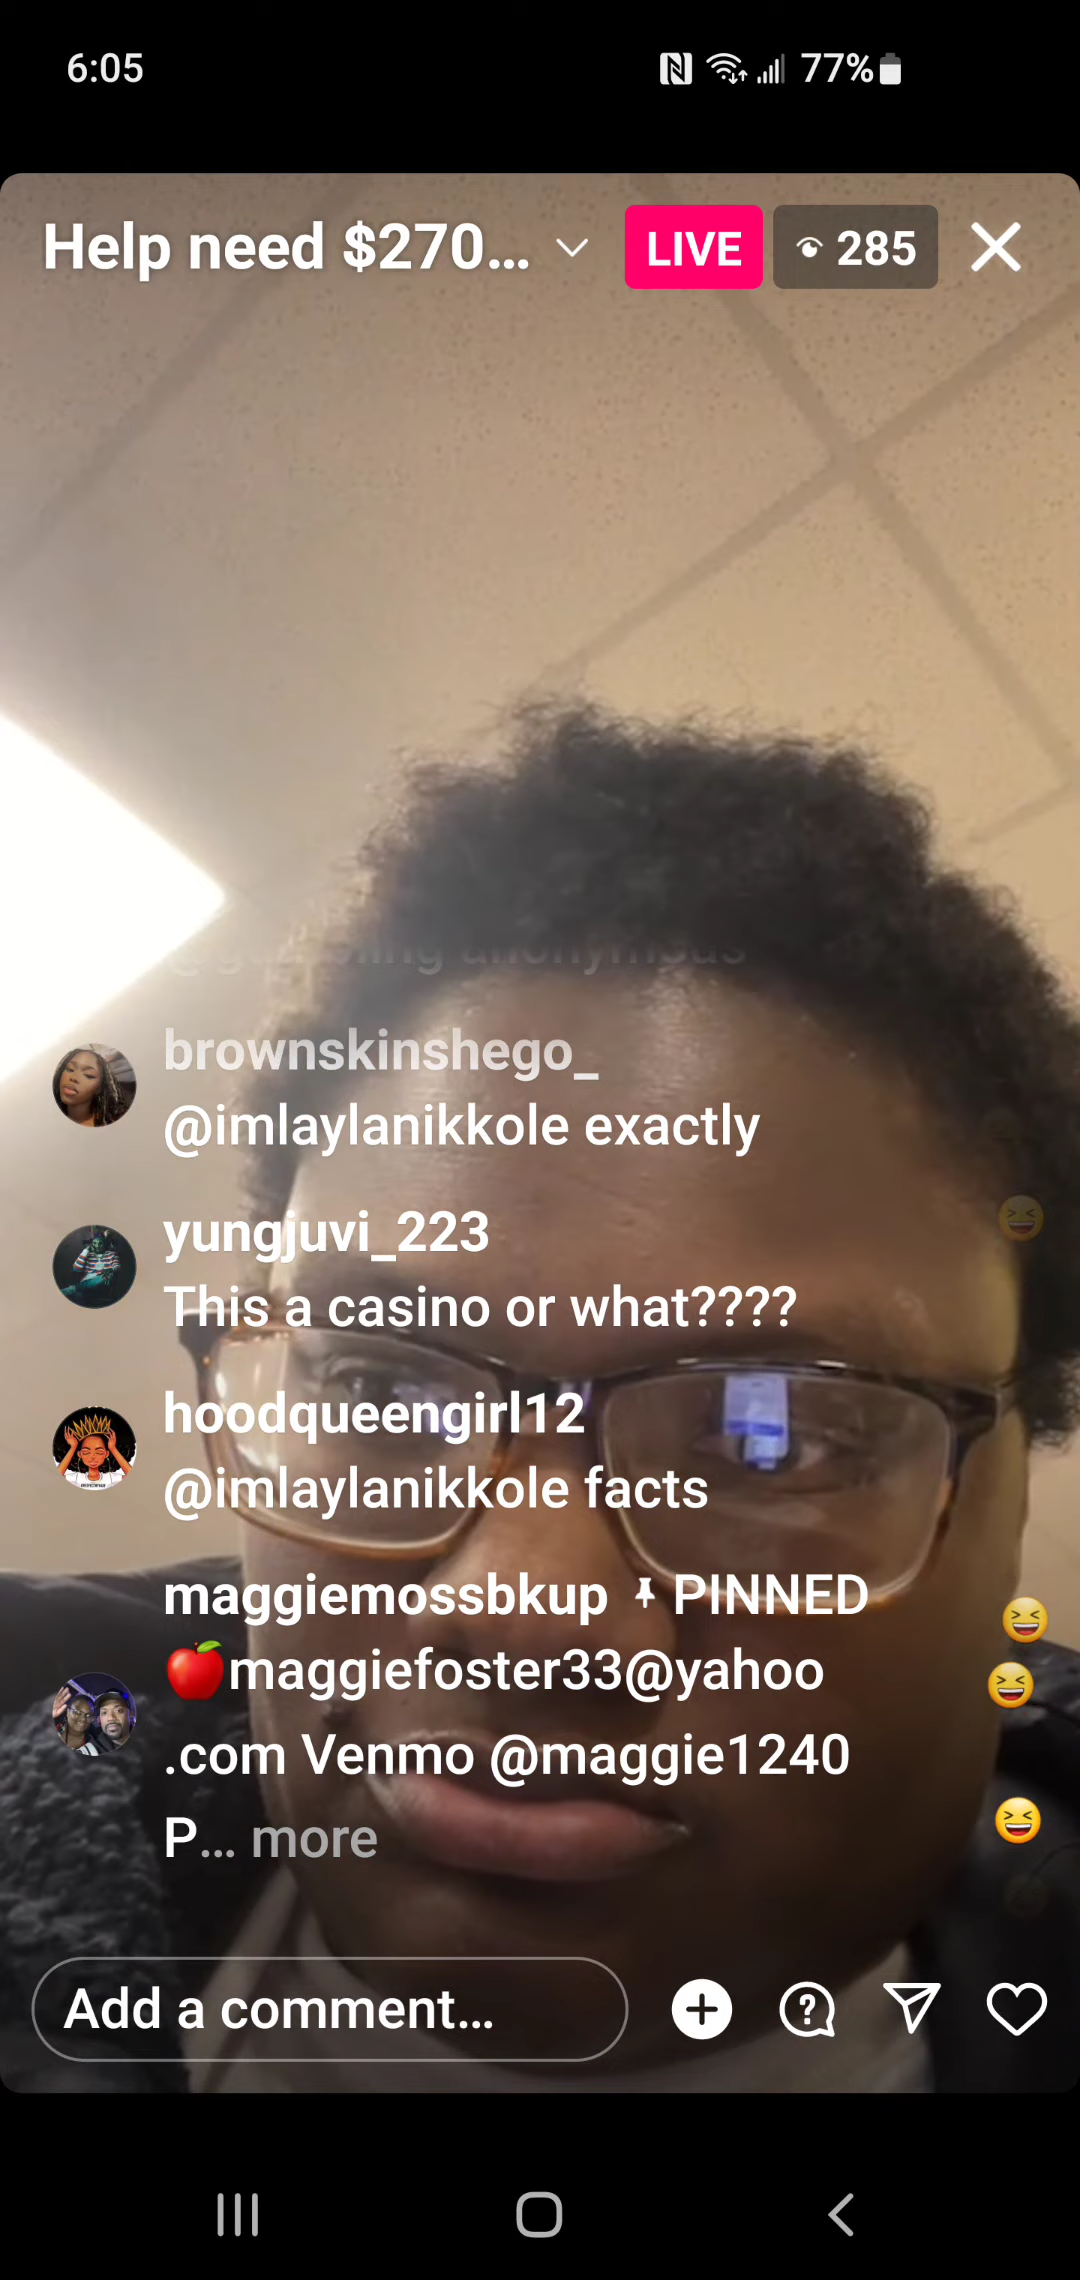 6:05
77%
Help need $270...
LIVE
285
brownskinshego_
@imlaylanikkole exactly
yungjuvi_223
This a casino or what????
hoodqueengirl12
@imlaylanikkole facts
maggiemossbkup PINNED
🍎maggiefoster33@yahoo
.com Venmo @maggie1240
P... more
Add a comment...